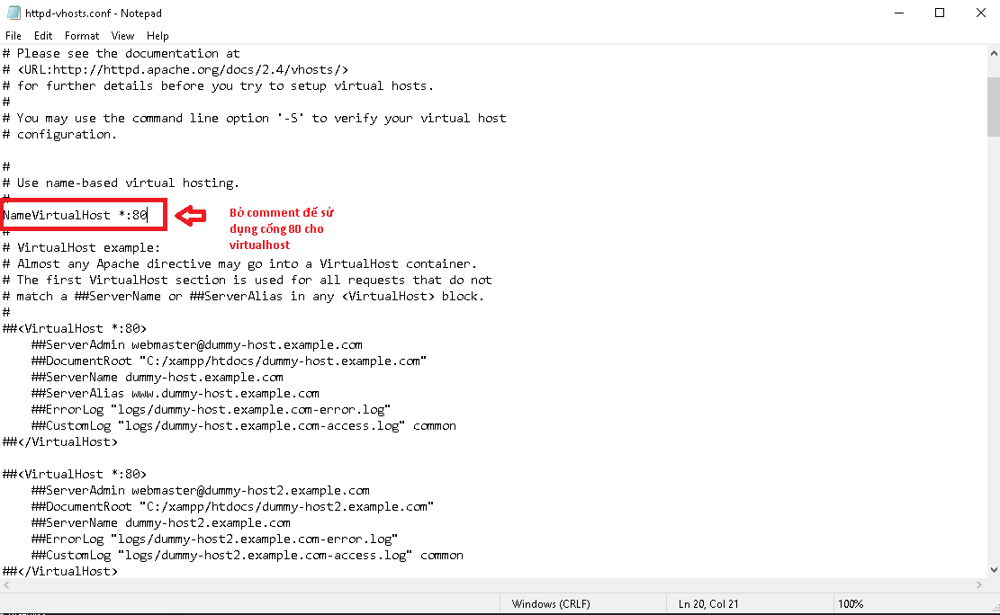 httpd-vhosts.conf - Notepad
File Edit Format View Help
# Please see the documentation at
# <URL:http://httpd.apache.org/docs/2.4/vhosts/>
# for further details before you try to setup virtual hosts.
#
# You may use the command line option '-S' to verify your virtual host
# configuration.
#
# Use name-based virtual hosting.
#
NameVirtualHost *:80
Bỏ comment để sử
dụng cổng 80 cho
virtualhost
#
# VirtualHost example:
# Almost any Apache directive may go into a VirtualHost container.
# The first VirtualHost section is used for all requests that do not
# match a ##ServerName or ##ServerAlias in any <VirtualHost> block.
#
##<VirtualHost *:80>
##ServerAdmin webmaster@dummy-host.example.com
##DocumentRoot "C:/xampp/htdocs/dummy-host.example.com"
##ServerName dummy-host.example.com
##ServerAlias www.dummy-host.example.com
##ErrorLog "logs/dummy-host.example.com-error.log"
##CustomLog "logs/dummy-host.example.com-access.log" common
##</VirtualHost>
##<VirtualHost *:80>
##ServerAdmin webmaster@dummy-host2.example.com
##DocumentRoot "C:/xampp/htdocs/dummy-host2.example.com"
##ServerName dummy-host2.example.com
##ErrorLog "logs/dummy-host2.example.com-error.log"
##CustomLog "logs/dummy-host2.example.com-access.log" common
##</VirtualHost>
Windows (CRLF) Ln 20, Col 21 100%